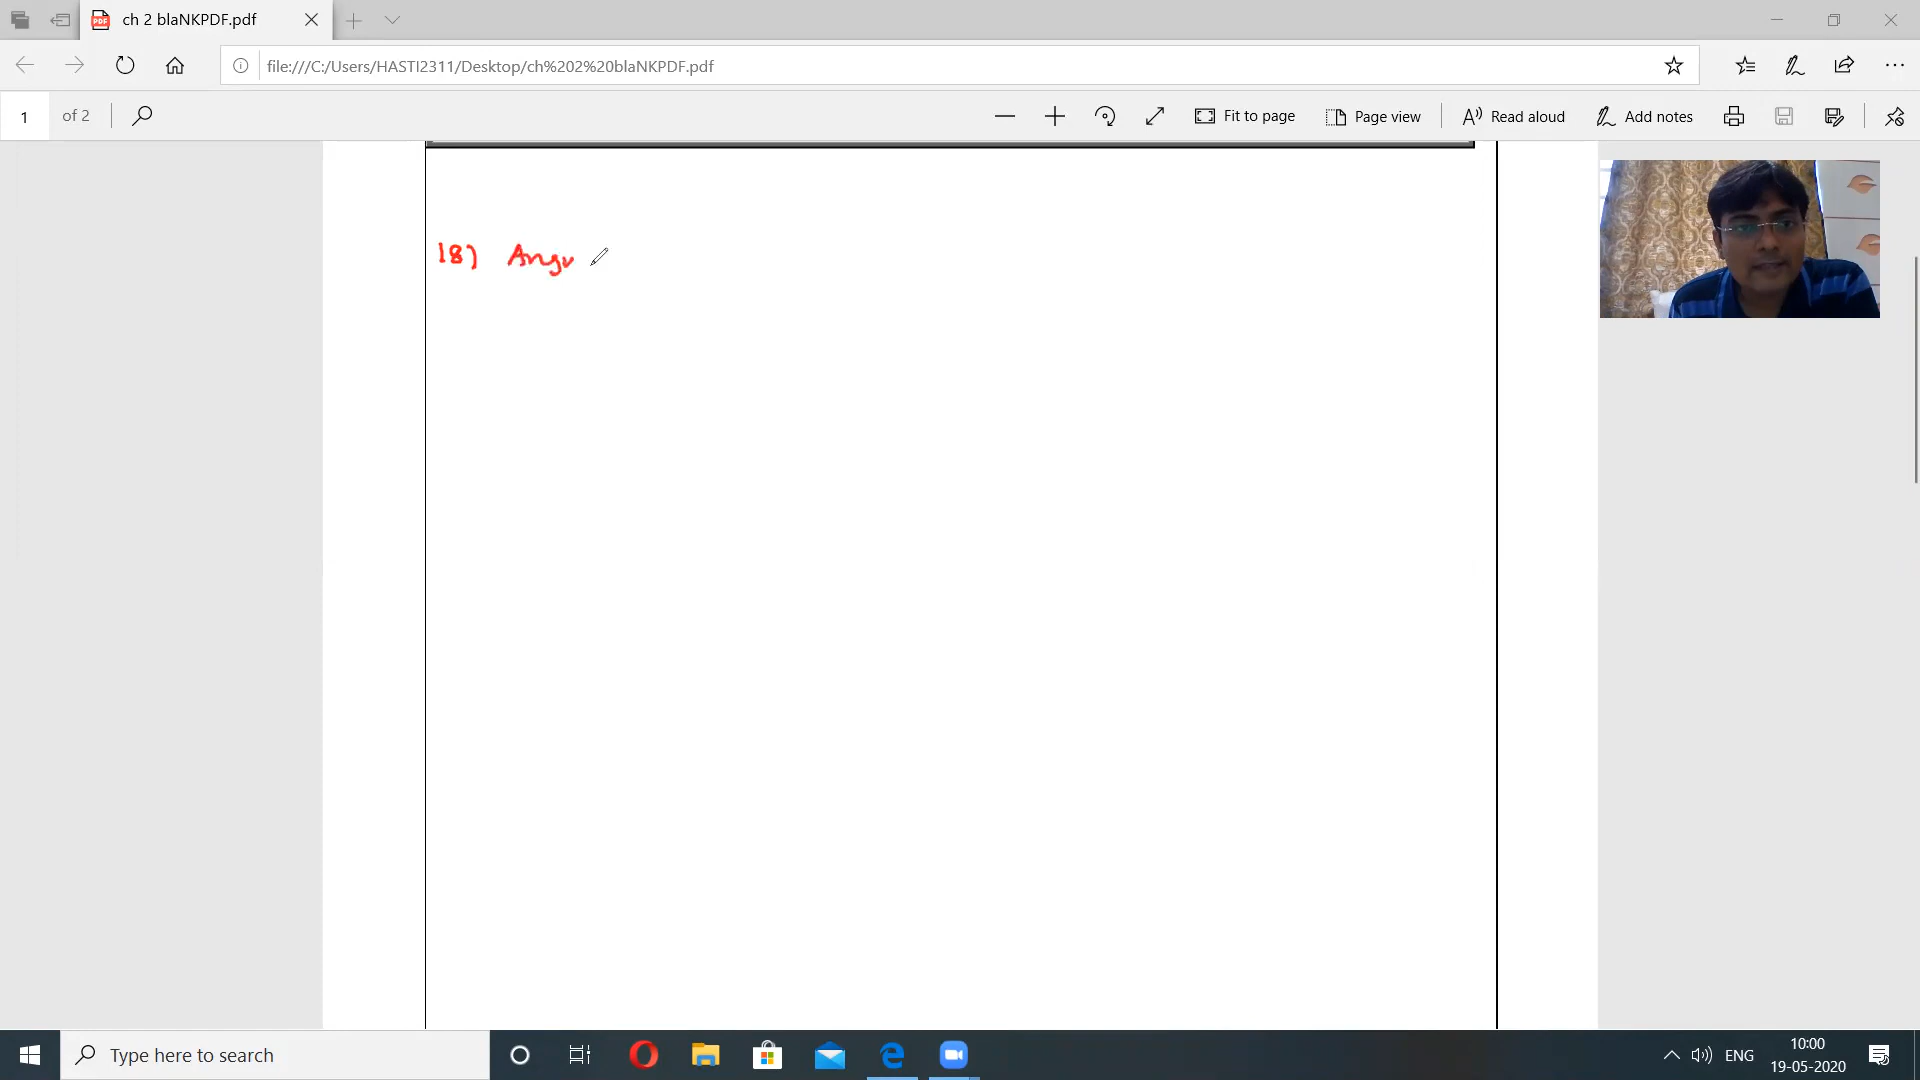 ch 2 blaNKPDF.pdf
file:///C:/Users/HASTI2311/Desktop/ch%202%20blaNKPDF.pdf
1 of 2
Fit to page
Page view
Read aloud
Add notes
18) Angu
Type here to search
ENG
10:00
19-05-2020